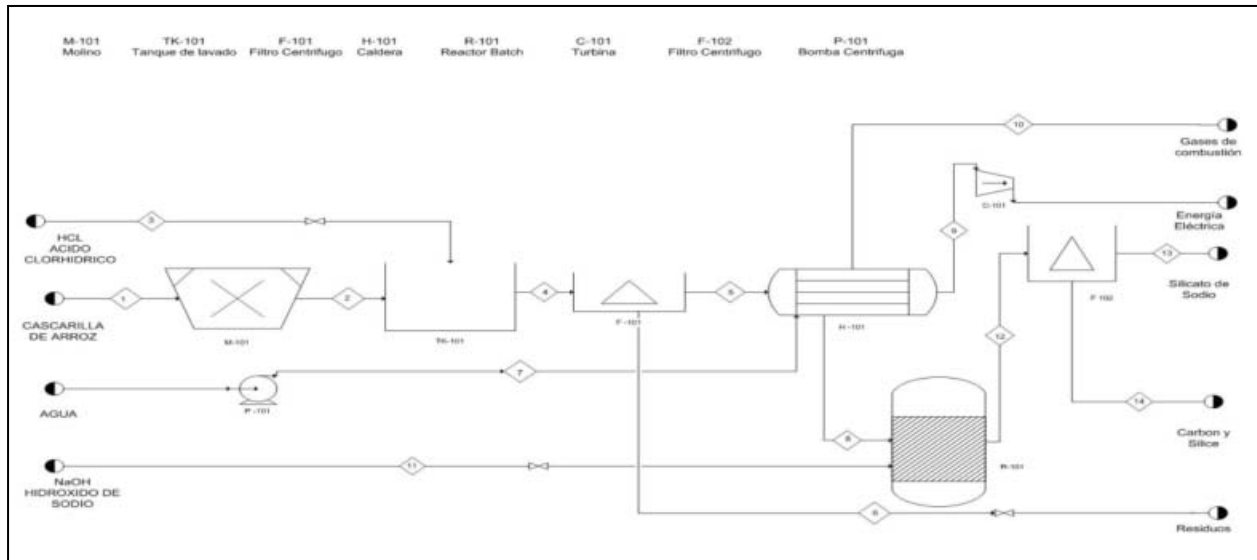 M-101 TK-101 F-101 H-101 R-101 C-101 F-102 P-101
Molino Tanque de lavado Filtro Centrifugo Caldera Reactor Batch Turbina Filtro Centrifugo Bomba Centrifuga
10
Gases de
combustión
C-101
3
9
Energía
Eléctrica
HCL
ACIDO
CLORHIDRICO
13
Silicato de
Sodio
1
2
4
5
CASCARILLA
DE ARROZ
M-101
TK-101
F-101
H-101
F 102
12
7
AGUA
P-101
14
Carbon y
Silice
8
11
R-101
NaOH
HIDROXIDO DE
SODIO
6
Residuos